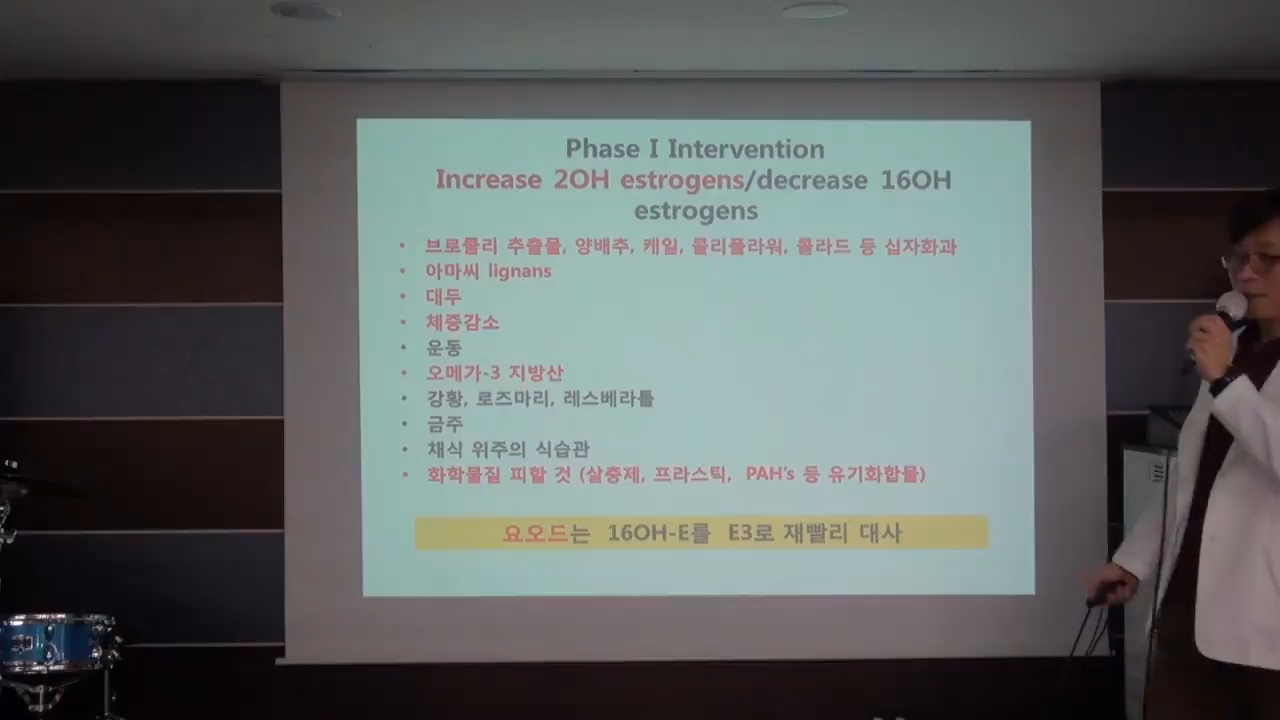 Phase I Intervention
Increase 2OH estrogens/decrease 16OH
estrogens
• 브로콜리 추출물, 양배추, 케일, 콜리플라워, 콜라드 등 십자화과
• 아마씨 lignans
• 대두
• 체중감소
• 운동
• 오메가-3 지방산
• 강황, 로즈마리, 레스베라톨
• 금주
• 채식 위주의 식습관
• 화학물질 피할 것 (살충제, 프라스틱, PAH's 등 유기화합물)
요오드는 16OH-E를 E3로 재빨리 대사